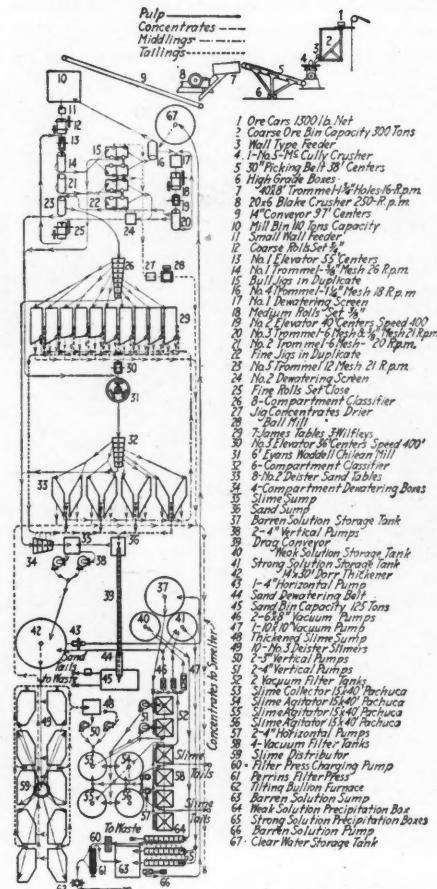 Pulp
Concentrates
Middlings
Tailings
1 Ore Cars 1300 lb. Net
2 Coarse Ore Bin Capacity 300 Tons
3 Wall Type Feeder
4 1-No.5-Mc Cully Crusher
5 30" Picking Belt 38' Centers
6 High Grade Boxes
7 40x18" Trommel-1¼" Holes 16-R.p.m.
8 20x6 Blake Crusher 250-R.p.m.
9 14" Conveyor 97' Centers
10 Mill Bin 110 Tons Capacity
11 Small Wall Feeder
12 Coarse Rolls Set ½"
13 No.1 Elevator 55' Centers
14 No.1 Trommel-⅜" Mesh 26 R.p.m.
15 Bull Jigs in Duplicate
16 No.4 Trommel-1¼" Mesh 18 R.p.m.
17 No.1 Dewatering Screen
18 Medium Rolls Set ⅜"
19 No.2 Elevator 40' Centers Speed 400
20 No.3 Trommel-6 Mesh & ⅜" Mesh 21 R.p.m.
21 No.2 Trommel-6 Mesh- 20 R.p.m.
22 Fine Jigs in Duplicate
23 No.5 Trommel 12 Mesh 21 R.p.m.
24 No.2 Dewatering Screen
25 Fine Rolls Set Close
26 8-Compartment Classifier
27 Jig Concentrates Drier
28 " Ball Mill "
29 7-James Tables 3-Wilfleys
30 No.3 Elevator 36' Centers Speed 400'
31 6' Evans Waddell Chilean Mill
32 6-Compartment Classifier
33 8-No.2 Deister Sand Tables
34 4-Compartment Dewatering Boxes
35 Slime Sump
36 Sand Sump
37 Barren Solution Storage Tank
38 2-4" Vertical Pumps
39 Drag Conveyor
40 Weak Solution Storage Tank
41 Strong Solution Storage Tank
42 14'x30' Dorr Thickener
43 1-4" Horizontal Pump
44 Sand Dewatering Belt
45 Sand Bin Capacity 125 Tons
46 2-6x8" Vacuum Pumps
47 1-10x10" Vacuum Pump
48 Thickened Slime Sump
49 10-No.3 Deister Slimers
50 2-3" Vertical Pumps
51 2-4" Vertical Pumps
52 2 Vacuum Filter Tanks
53 Slime Collector 15x40' Pachuca
54 Slime Agitator 15x40' Pachuca
55 Slime Agitator 15x40' Pachuca
56 Slime Agitator 15x40' Pachuca
57 2-4" Horizontal Pumps
58 4-Vacuum Filter Tanks
59 Slime Distributor
60 Filter Press Charging Pump
61 Perrins Filter Press
62 Tilting Bullion Furnace
63 Barren Solution Sump
64 Weak Solution Precipitation Box
65 Strong Solution Precipitation Boxes
66 Barren Solution Pump
67 Clear Water Storage Tank
Sand Tails
to Waste
Concentrates to Smelter
Slime
Tails
Slime
Tails
To Waste